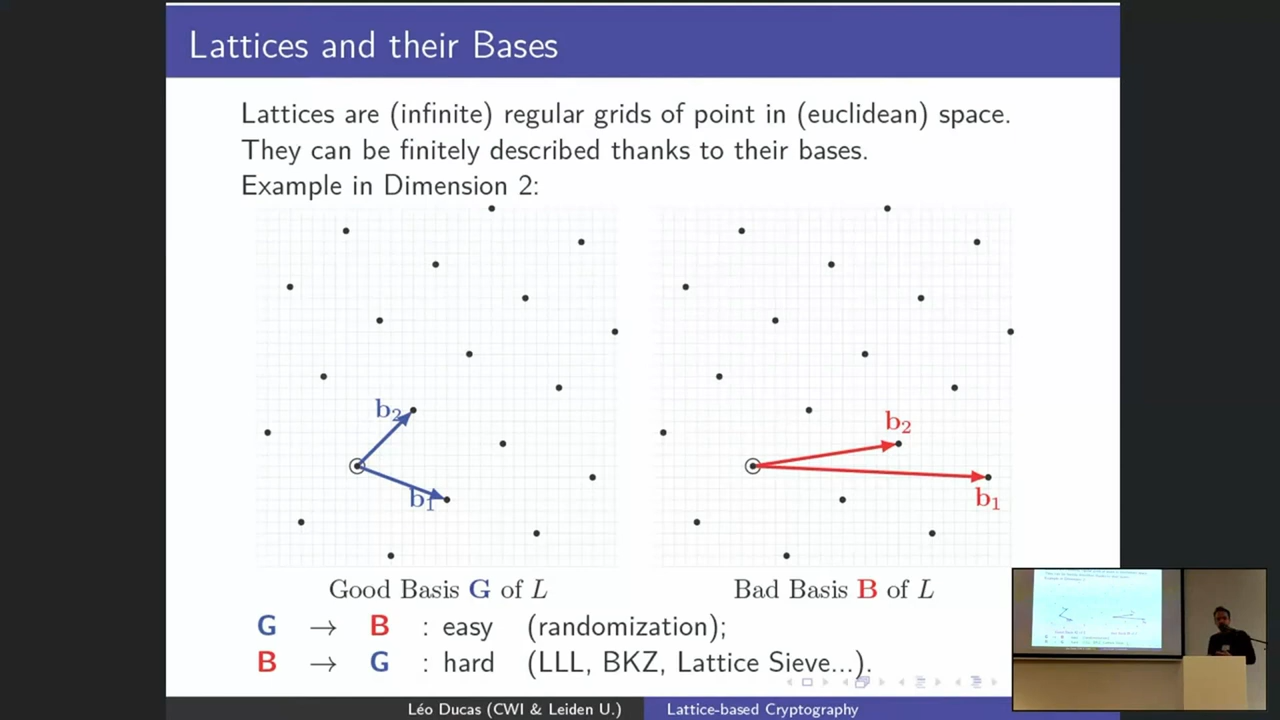 Lattices and their Bases
Lattices are (infinite) regular grids of point in (euclidean) space.
They can be finitely described thanks to their bases.
Example in Dimension 2:
b₂
b₁
b₂
b₁
Good Basis G of L
Bad Basis B of L
G → B : easy (randomization);
B → G : hard (LLL, BKZ, Lattice Sieve...).
Léo Ducas (CWI & Leiden U.)
Lattice-based Cryptography